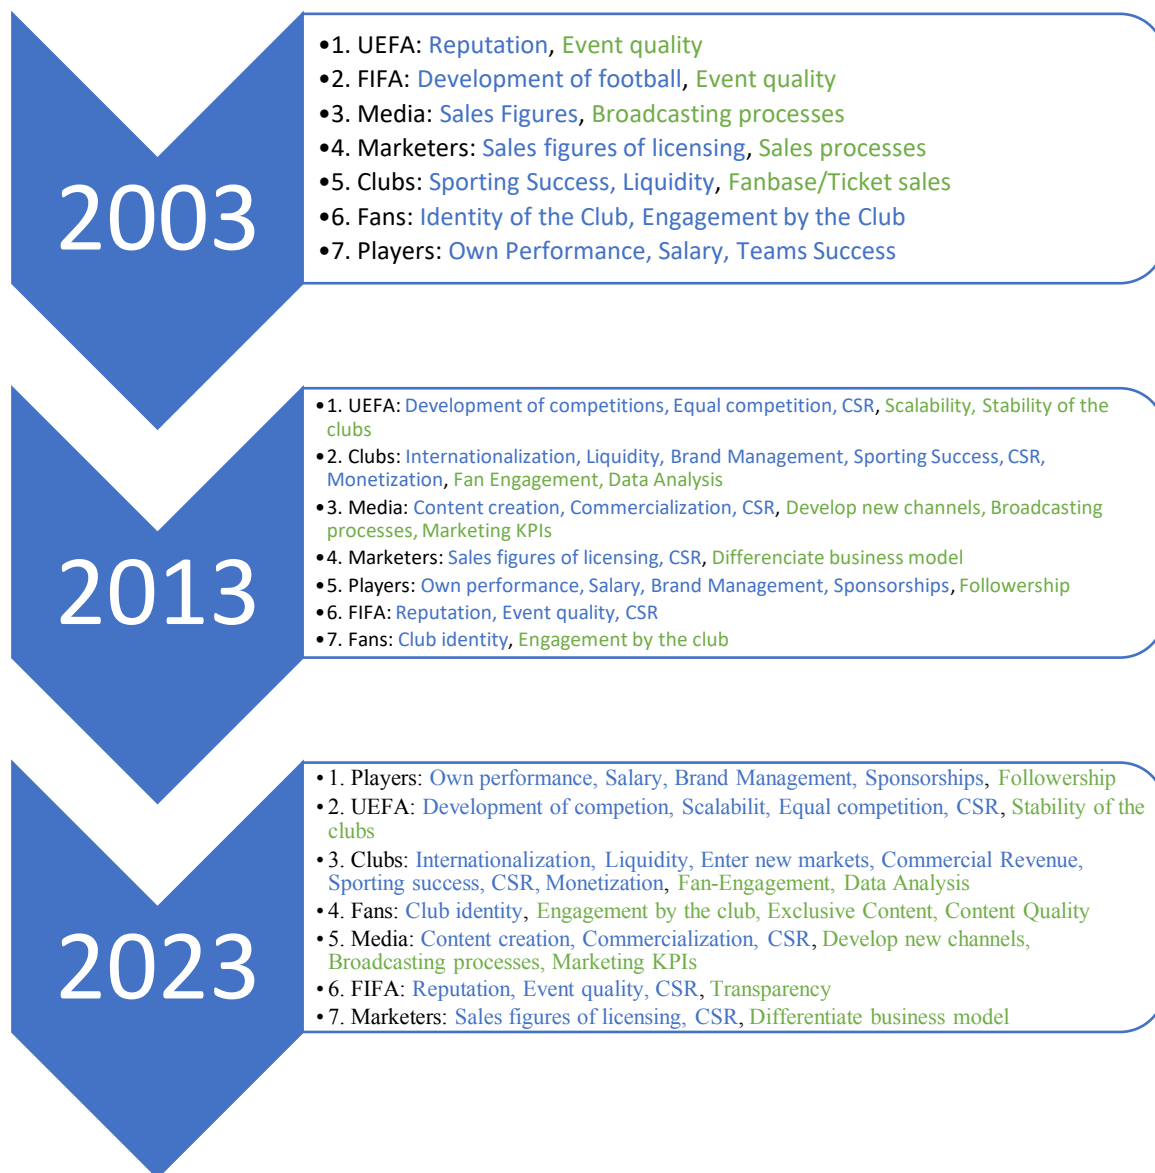 2003
•1. UEFA: Reputation, Event quality
•2. FIFA: Development of football, Event quality
•3. Media: Sales Figures, Broadcasting processes
•4. Marketers: Sales figures of licensing, Sales processes
•5. Clubs: Sporting Success, Liquidity, Fanbase/Ticket sales
•6. Fans: Identity of the Club, Engagement by the Club
•7. Players: Own Performance, Salary, Teams Success
2013
•1. UEFA: Development of competitions, Equal competition, CSR, Scalability, Stability of the
clubs
•2. Clubs: Internationalization, Liquidity, Brand Management, Sporting Success, CSR,
Monetization, Fan Engagement, Data Analysis
•3. Media: Content creation, Commercialization, CSR, Develop new channels, Broadcasting
processes, Marketing KPIs
•4. Marketers: Sales figures of licensing, CSR, Differenciate business model
•5. Players: Own performance, Salary, Brand Management, Sponsorships, Followership
•6. FIFA: Reputation, Event quality, CSR
•7. Fans: Club identity, Engagement by the club
2023
• 1. Players: Own performance, Salary, Brand Management, Sponsorships, Followership
• 2. UEFA: Development of competion, Scalabilit, Equal competition, CSR, Stability of the
clubs
• 3. Clubs: Internationalization, Liquidity, Enter new markets, Commercial Revenue,
Sporting success, CSR, Monetization, Fan-Engagement, Data Analysis
• 4. Fans: Club identity, Engagement by the club, Exclusive Content, Content Quality
• 5. Media: Content creation, Commercialization, CSR, Develop new channels,
Broadcasting processes, Marketing KPIs
• 6. FIFA: Reputation, Event quality, CSR, Transparency
• 7. Marketers: Sales figures of licensing, CSR, Differentiate business model